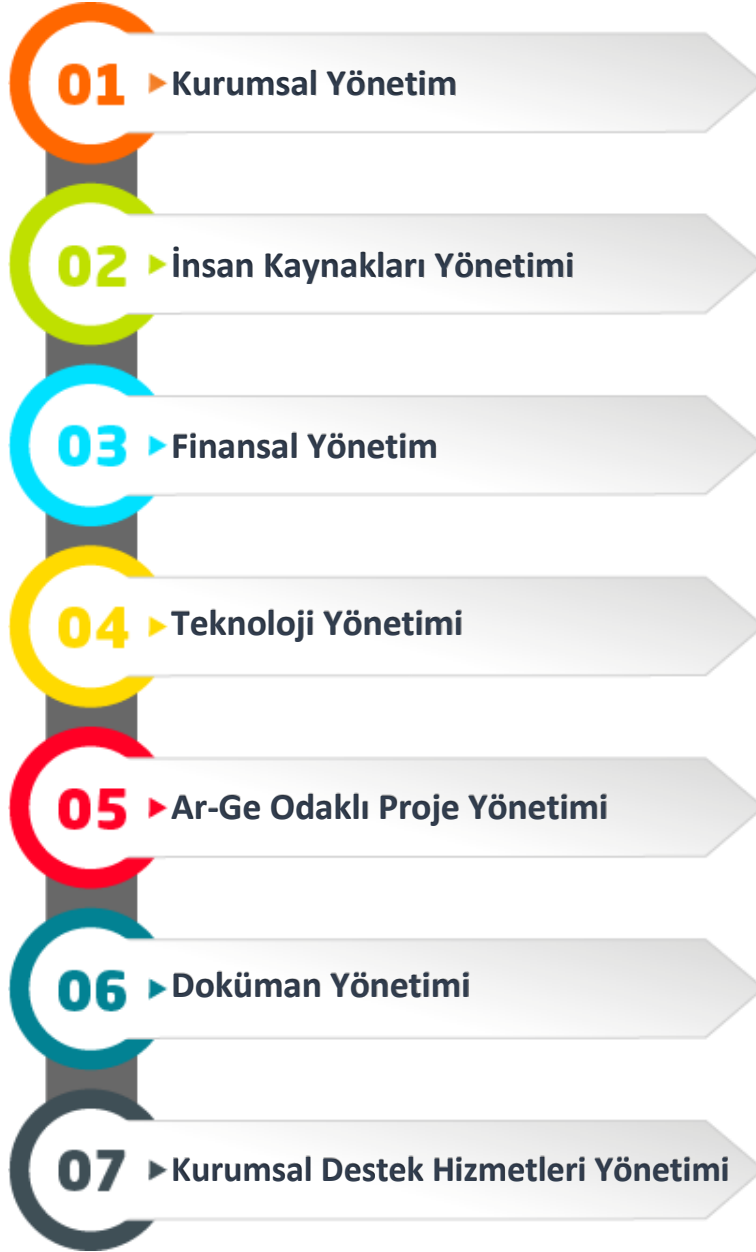 01 Kurumsal Yönetim
02 İnsan Kaynakları Yönetimi
03 Finansal Yönetim
04 Teknoloji Yönetimi
05 Ar-Ge Odaklı Proje Yönetimi
06 Doküman Yönetimi
07 Kurumsal Destek Hizmetleri Yönetimi